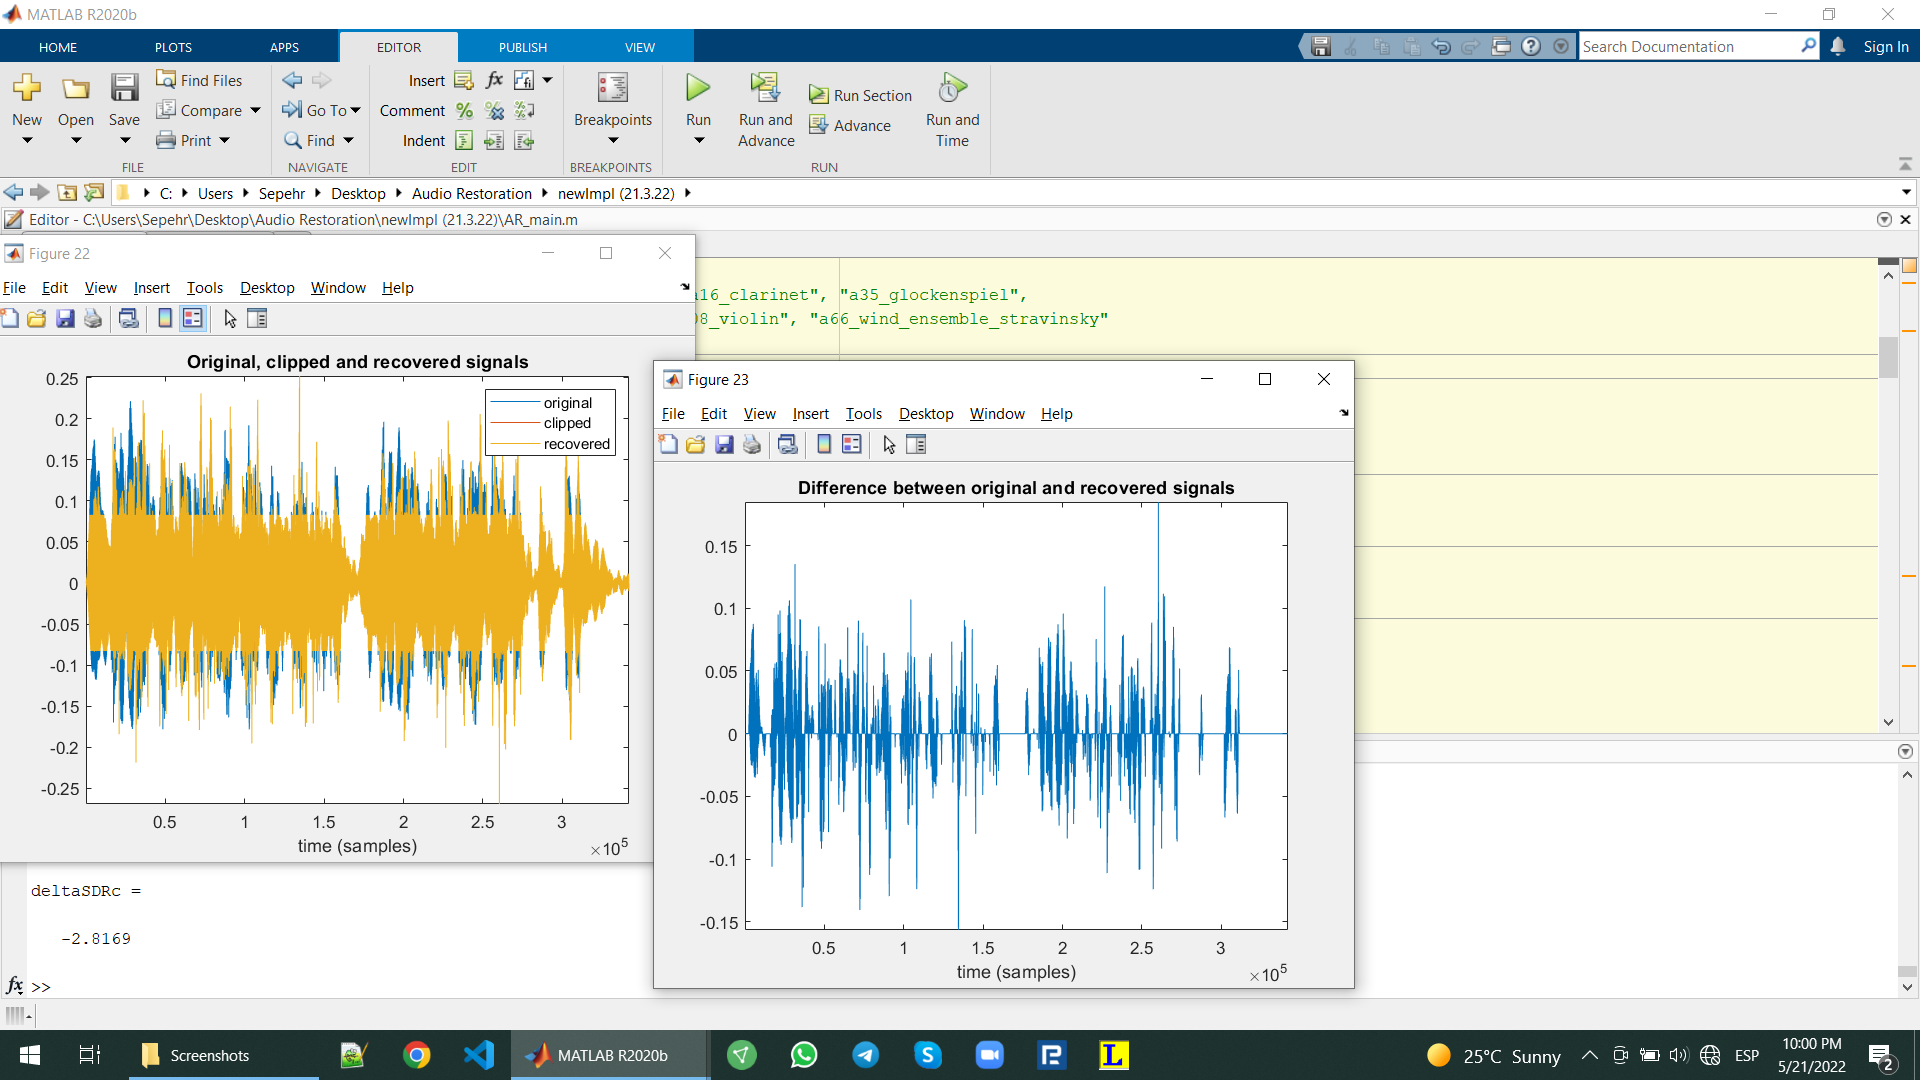 MATLAB R2020b
HOME PLOTS APPS EDITOR PUBLISH VIEW
Search Documentation
Sign In
New
Open
Save
Find Files
Compare
Print
FILE
Go To
Find
NAVIGATE
Insert
Comment
Indent
EDIT
fx
fi
Breakpoints
BREAKPOINTS
Run
Run and Advance
Run Section
Advance
Run and Time
RUN
C: Users Sepehr Desktop Audio Restoration newImpl (21.3.22)
Editor - C:\Users\Sepehr\Desktop\Audio Restoration\newImpl (21.3.22)\AR_main.m
a16_clarinet", "a35_glockenspiel",
08_violin", "a66_wind_ensemble_stravinsky"
Figure 22
File Edit View Insert Tools Desktop Window Help
Original, clipped and recovered signals
original
clipped
recovered
0.25
0.2
0.15
0.1
0.05
0
-0.05
-0.1
-0.15
-0.2
-0.25
0.5 1 1.5 2 2.5 3
time (samples)
×10^5
Figure 23
File Edit View Insert Tools Desktop Window Help
Difference between original and recovered signals
0.15
0.1
0.05
0
-0.05
-0.1
-0.15
0.5 1 1.5 2 2.5 3
time (samples)
×10^5
deltaSDRc =
-2.8169
fx >>
Screenshots
MATLAB R2020b
25°C Sunny
ESP
10:00 PM
5/21/2022
2